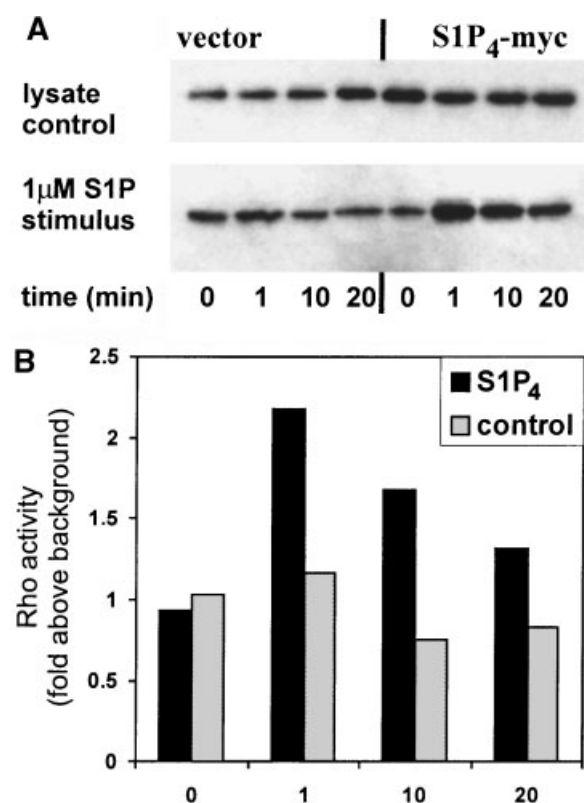 A
vector
S1P4-myc
lysate
control
1μM S1P
stimulus
time (min) 0 1 10 20 0 1 10 20
B
2.5
2
1.5
1
0.5
0
Rho activity
(fold above background)
S1P4
control
0 1 10 20